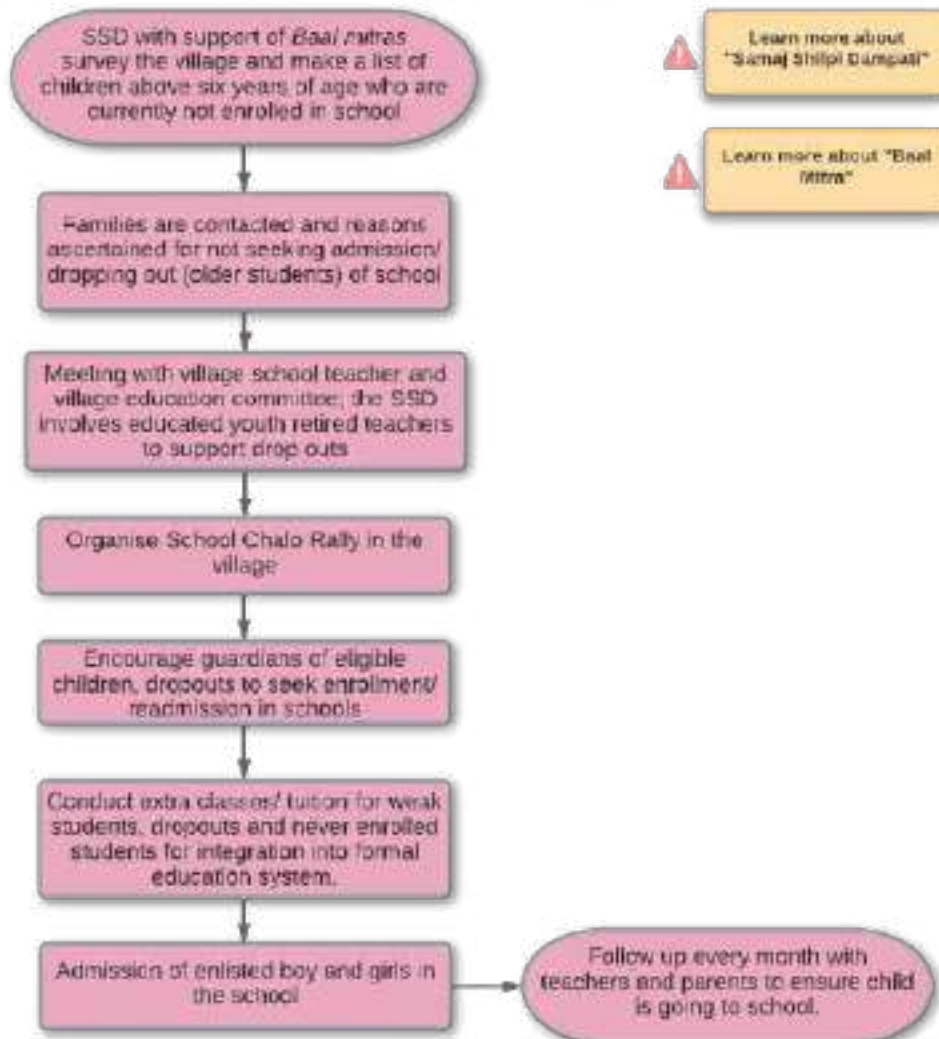 SSD with support of Baal mitras
survey the village and make a list of
children above six years of age who are
currently not enrolled in school
Learn more about
"Samaj Shilpi Dampati"
Learn more about "Baal
Mitra"
Families are contacted and reasons
ascertained for not seeking admission/
dropping out (older students) of school
Meeting with village school teacher and
village education committee; the SSD
involves educated youth retired teachers
to support drop outs
Organise School Chalo Rally in the
village
Encourage guardians of eligible
children, dropouts to seek enrollment/
readmission in schools
Conduct extra classes/ tuition for weak
students, dropouts and never enrolled
students for integration into formal
education system.
Admission of enlisted boy and girls in
the school
Follow up every month with
teachers and parents to ensure child
is going to school.